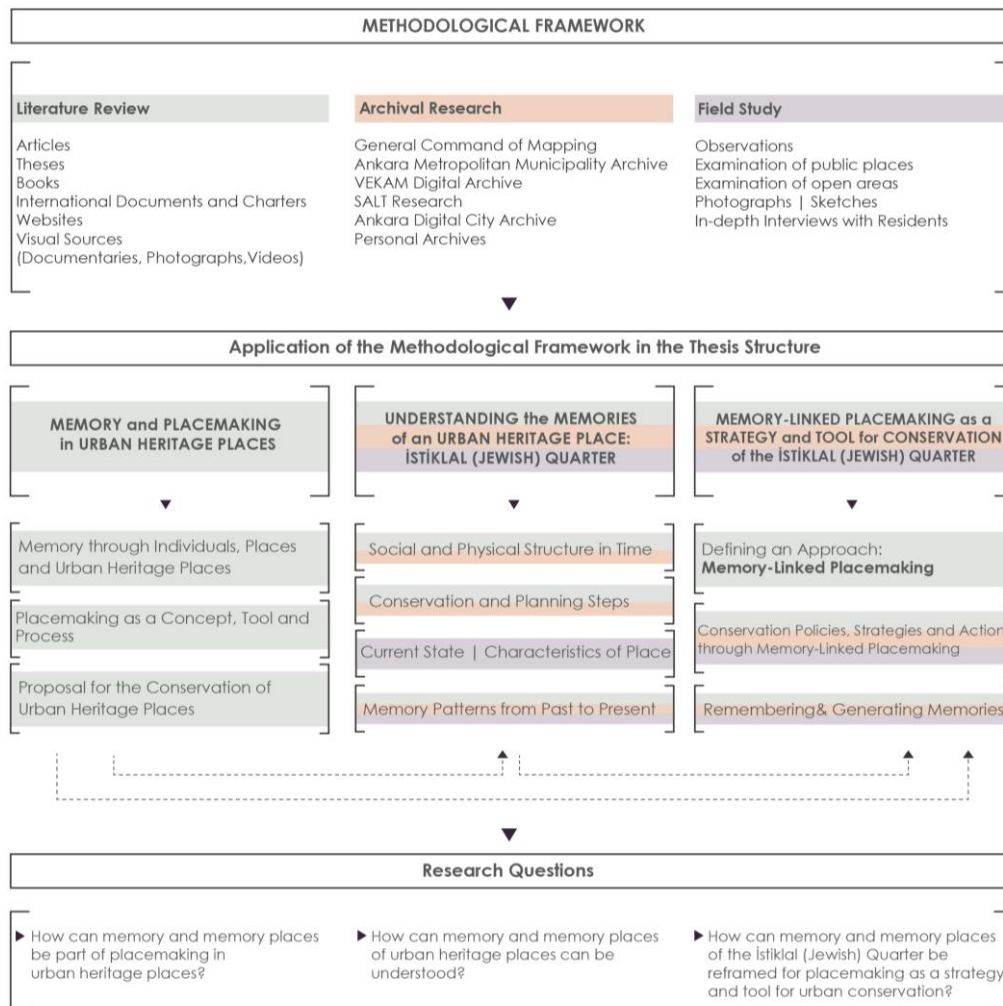 METHODOLOGICAL FRAMEWORK
Literature Review
Articles
Theses
Books
International Documents and Charters
Websites
Visual Sources
(Documentaries, Photographs,Videos)
Archival Research
General Command of Mapping
Ankara Metropolitan Municipality Archive
VEKAM Digital Archive
SALT Research
Ankara Digital City Archive
Personal Archives
Field Study
Observations
Examination of public places
Examination of open areas
Photographs | Sketches
In-depth Interviews with Residents
Application of the Methodological Framework in the Thesis Structure
MEMORY and PLACEMAKING
in URBAN HERITAGE PLACES
Memory through Individuals, Places
and Urban Heritage Places
Placemaking as a Concept, Tool and
Process
Proposal for the Conservation of
Urban Heritage Places
UNDERSTANDING the MEMORIES
of an URBAN HERITAGE PLACE:
İSTİKLAL (JEWISH) QUARTER
Social and Physical Structure in Time
Conservation and Planning Steps
Current State | Characteristics of Place
Memory Patterns from Past to Present
MEMORY-LINKED PLACEMAKING as a
STRATEGY and TOOL for CONSERVATION
of the İSTİKLAL (JEWISH) QUARTER
Defining an Approach:
Memory-Linked Placemaking
Conservation Policies, Strategies and Action
through Memory-Linked Placemaking
Remembering& Generating Memories
Research Questions
How can memory and memory places
be part of placemaking in
urban heritage places?
How can memory and memory places
of urban heritage places can be
understood?
How can memory and memory places
of the İstiklal (Jewish) Quarter be
reframed for placemaking as a strategy
and tool for urban conservation?